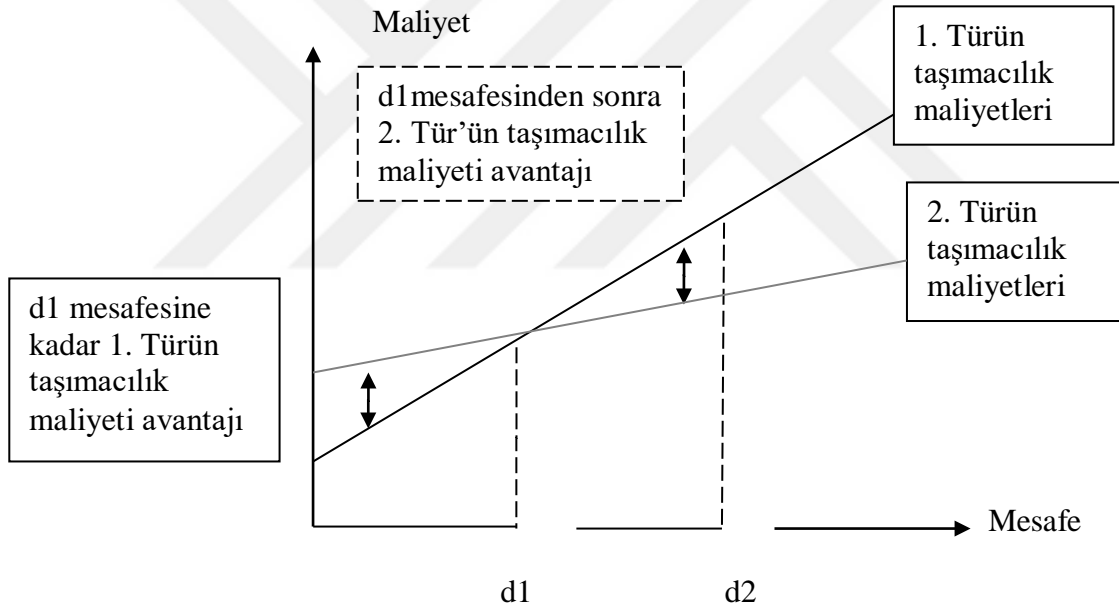 Maliyet
1. Türün
taşımacılık
maliyetleri
d1mesafesinden sonra
2. Tür’ün taşımacılık
maliyeti avantajı
2. Türün
taşımacılık
maliyetleri
d1 mesafesine
kadar 1. Türün
taşımacılık
maliyeti avantajı
Mesafe
d1
d2